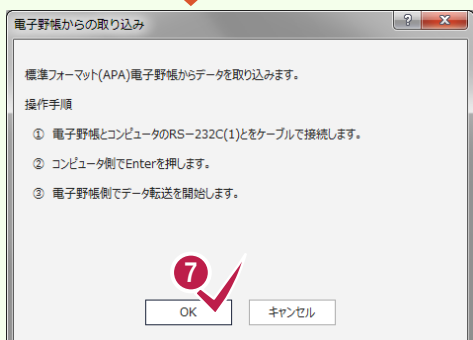 電子野帳からの取り込み
標準フォーマット(APA)電子野帳からデータを取り込みます。
操作手順
① 電子野帳とコンピュータのRS-232C(1)とをケーブルで接続します。
② コンピュータ側でEnterを押します。
③ 電子野帳側でデータ転送を開始します。
7
OK キャンセル